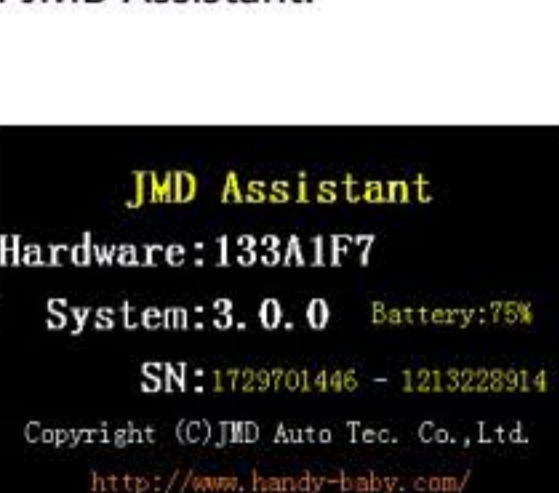 JMD Assistant
Hardware:133A1F7
System:3.0.0 Battery:75%
SN:1729701446 - 1213228914
Copyright (C)JMD Auto Tec. Co.,Ltd.
http://www.handy-baby.com/